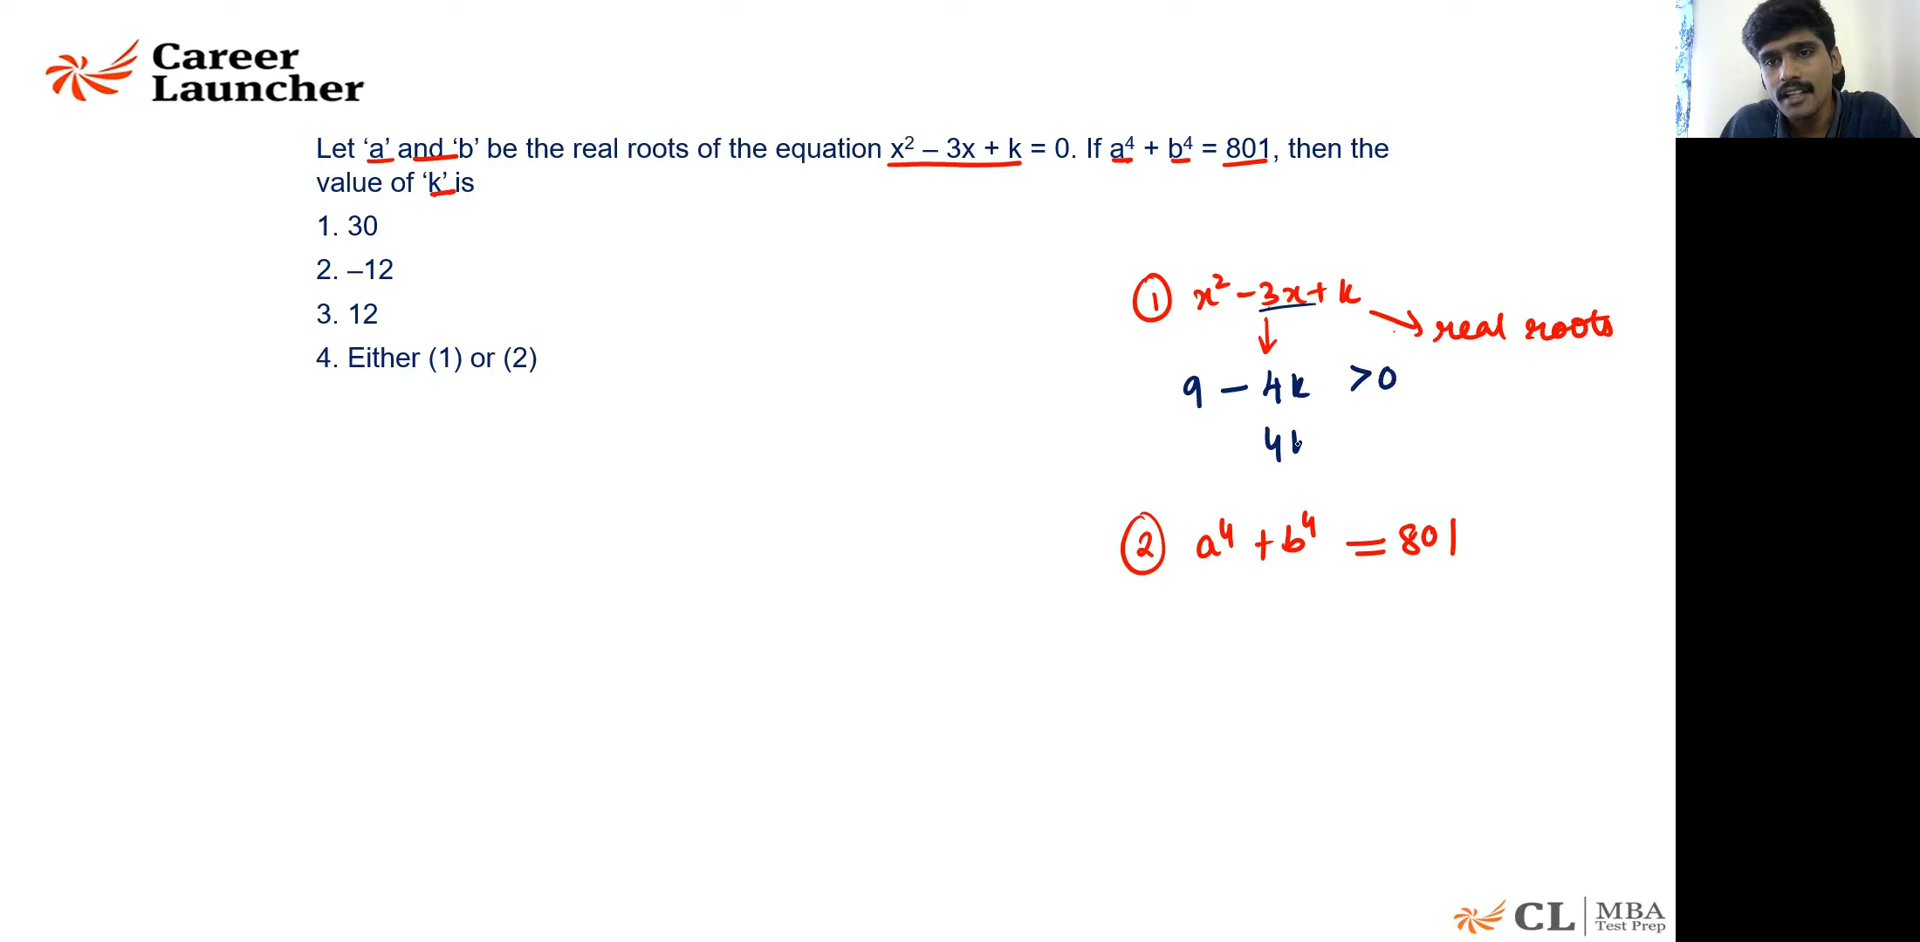 Career
Launcher
Let ‘a’ and ‘b’ be the real roots of the equation x² – 3x + k = 0. If a⁴ + b⁴ = 801, then the
value of ‘k’ is
1. 30
2. –12
3. 12
4. Either (1) or (2)
① x² – 3x + k
real roots
9 – 4k > 0
4k
② a⁴ + b⁴ = 801
CL MBA
Test Prep